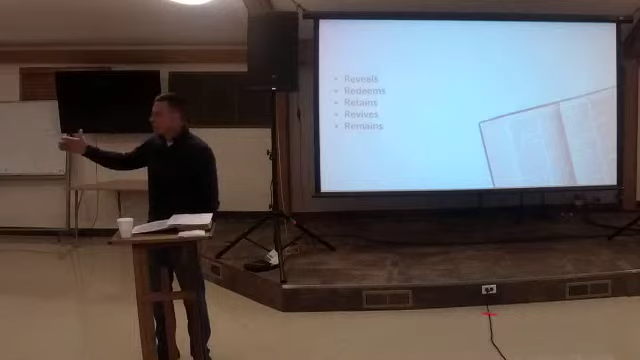 • Reveals
• Redeems
• Retains
• Revives
• Remains